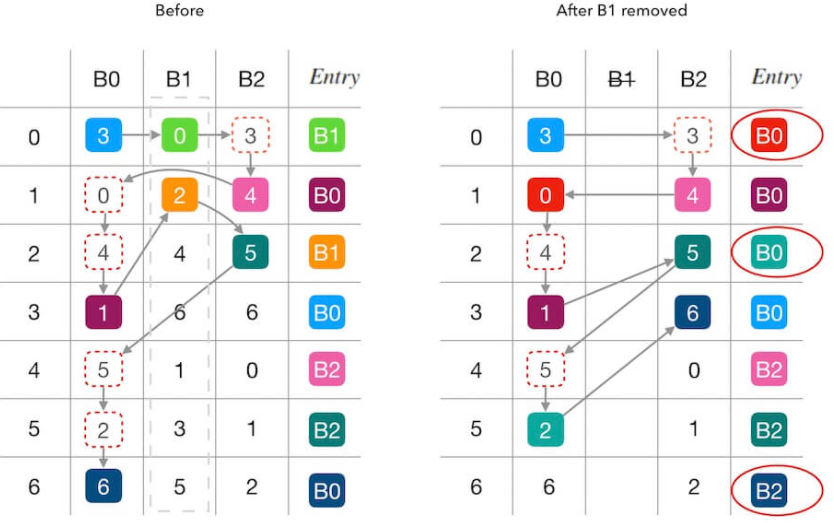 Before After B1 removed
B0 B1 B2 Entry B0 B1 B2 Entry
0 3 0 3 B1 0 3 3 B0
1 0 2 4 B0 1 0 4 B0
2 4 4 5 B1 2 4 5 B0
3 1 6 6 B0 3 1 6 B0
4 5 1 0 B2 4 5 0 B2
5 2 3 1 B2 5 2 1 B2
6 6 5 2 B0 6 6 2 B2